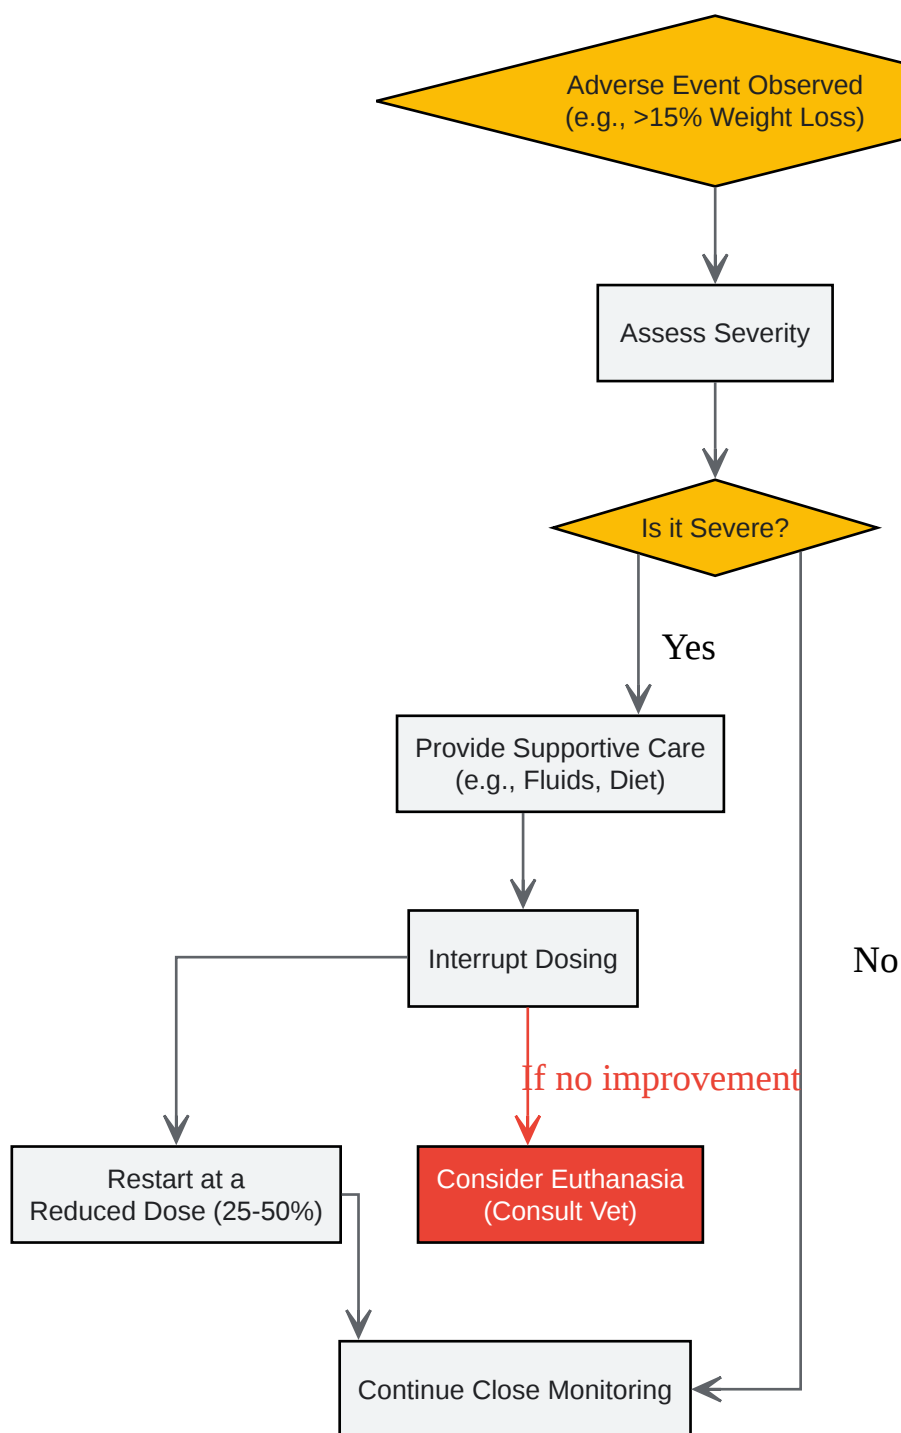 Adverse Event Observed
(e.g., >15% Weight Loss)
Assess Severity
Is it Severe?
Yes
Provide Supportive Care
(e.g., Fluids, Diet)
Interrupt Dosing
No
If no improvement
Restart at a
Reduced Dose (25-50%)
Consider Euthanasia
(Consult Vet)
Continue Close Monitoring